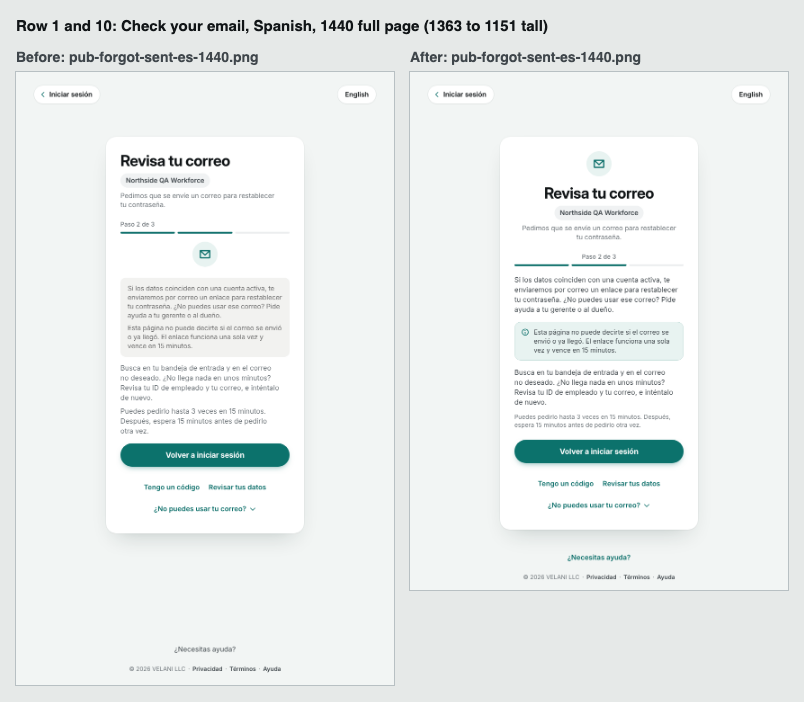 Row 1 and 10: Check your email, Spanish, 1440 full page (1363 to 1151 tall)
Before: pub-forgot-sent-es-1440.png
Iniciar sesión
English
Revisa tu correo
Northside QA Workforce
Pedimos que se envíe un correo para restablecer
tu contraseña.
Paso 2 de 3
Si los datos coinciden con una cuenta activa, te
enviaremos por correo un enlace para restablecer
tu contraseña. ¿No puedes usar ese correo? Pide
ayuda a tu gerente o al dueño.
Esta página no puede decirte si el correo se envió
o ya llegó. El enlace funciona una sola vez y
vence en 15 minutos.
Busca en tu bandeja de entrada y en el correo
no deseado. ¿No llega nada en unos minutos?
Revisa tu ID de empleado y tu correo, e inténtalo
de nuevo.
Puedes pedirlo hasta 3 veces en 15 minutos.
Después, espera 15 minutos antes de pedirlo
otra vez.
Volver a iniciar sesión
Tengo un código Revisar tus datos
¿No puedes usar tu correo?
¿Necesitas ayuda?
© 2026 VELANI LLC · Privacidad · Términos · Ayuda
After: pub-forgot-sent-es-1440.png
Iniciar sesión
English
Revisa tu correo
Northside QA Workforce
Pedimos que se envíe un correo para restablecer
tu contraseña.
Paso 2 de 3
Si los datos coinciden con una cuenta activa, te
enviaremos por correo un enlace para restablecer
tu contraseña. ¿No puedes usar ese correo? Pide
ayuda a tu gerente o al dueño.
Esta página no puede decirte si el correo se
envió o ya llegó. El enlace funciona una sola
vez y vence en 15 minutos.
Busca en tu bandeja de entrada y en el correo
no deseado. ¿No llega nada en unos minutos?
Revisa tu ID de empleado y tu correo, e inténtalo
de nuevo.
Puedes pedirlo hasta 3 veces en 15 minutos. Después,
espera 15 minutos antes de pedirlo otra vez.
Volver a iniciar sesión
Tengo un código Revisar tus datos
¿No puedes usar tu correo?
¿Necesitas ayuda?
© 2026 VELANI LLC · Privacidad · Términos · Ayuda